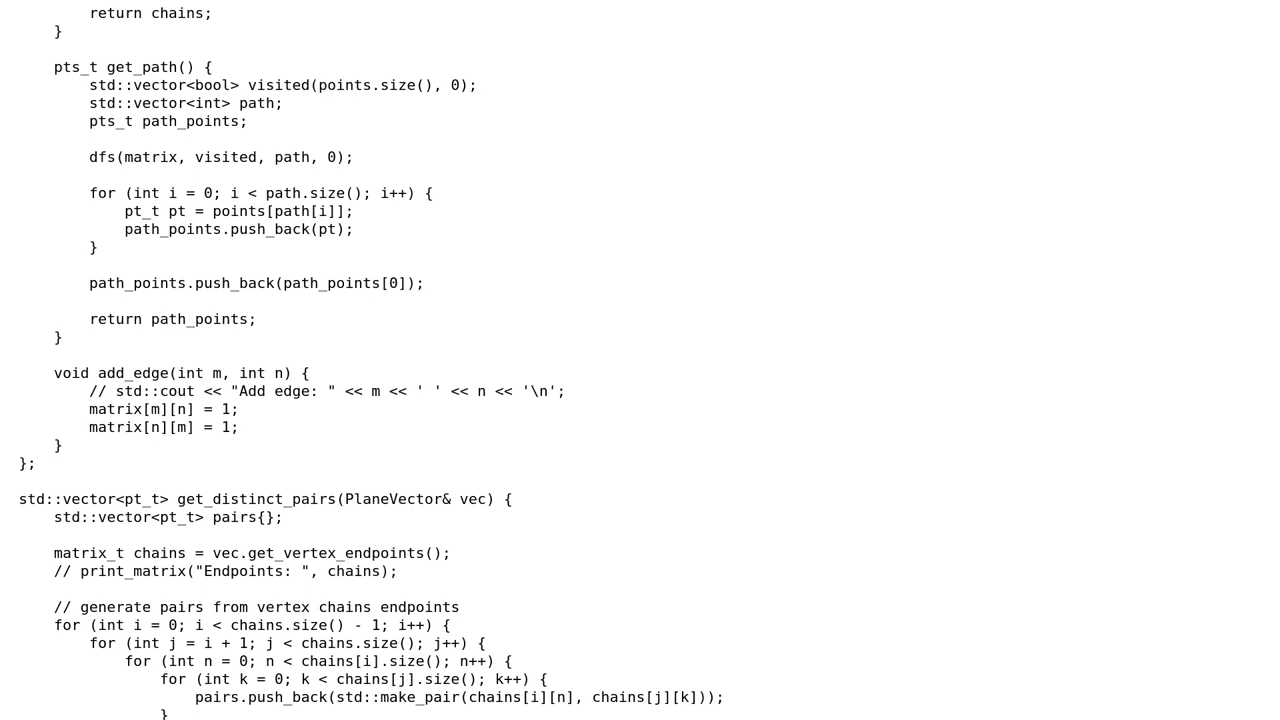 return chains;
    }

    pts_t get_path() {
        std::vector<bool> visited(points.size(), 0);
        std::vector<int> path;
        pts_t path_points;

        dfs(matrix, visited, path, 0);

        for (int i = 0; i < path.size(); i++) {
            pt_t pt = points[path[i]];
            path_points.push_back(pt);
        }

        path_points.push_back(path_points[0]);

        return path_points;
    }

    void add_edge(int m, int n) {
        // std::cout << "Add edge: " << m << ' ' << n << '\n';
        matrix[m][n] = 1;
        matrix[n][m] = 1;
    }
};

std::vector<pt_t> get_distinct_pairs(PlaneVector& vec) {
    std::vector<pt_t> pairs{};

    matrix_t chains = vec.get_vertex_endpoints();
    // print_matrix("Endpoints: ", chains);

    // generate pairs from vertex chains endpoints
    for (int i = 0; i < chains.size() - 1; i++) {
        for (int j = i + 1; j < chains.size(); j++) {
            for (int n = 0; n < chains[i].size(); n++) {
                for (int k = 0; k < chains[j].size(); k++) {
                    pairs.push_back(std::make_pair(chains[i][n], chains[j][k]));
                }